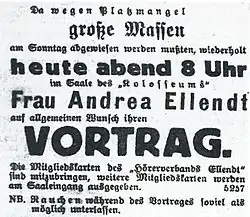 Da wegen Platzmangel
große Massen
am Sonntag abgewiesen werden mußten, wiederholt
heute abend 8 Uhr
im Saale des "Kolosseums"
Frau Andrea Ellendt
auf allgemeinen Wunsch ihren
VORTRAG.
Die Mitgliedskarten des „Hörerverbands Ellendt"
sind mitzubringen, weitere Mitgliedskarten werden
am Saaleingang ausgegeben. 5257
NB. Rauchen während des Vortrages soviel als
möglich unterlassen.